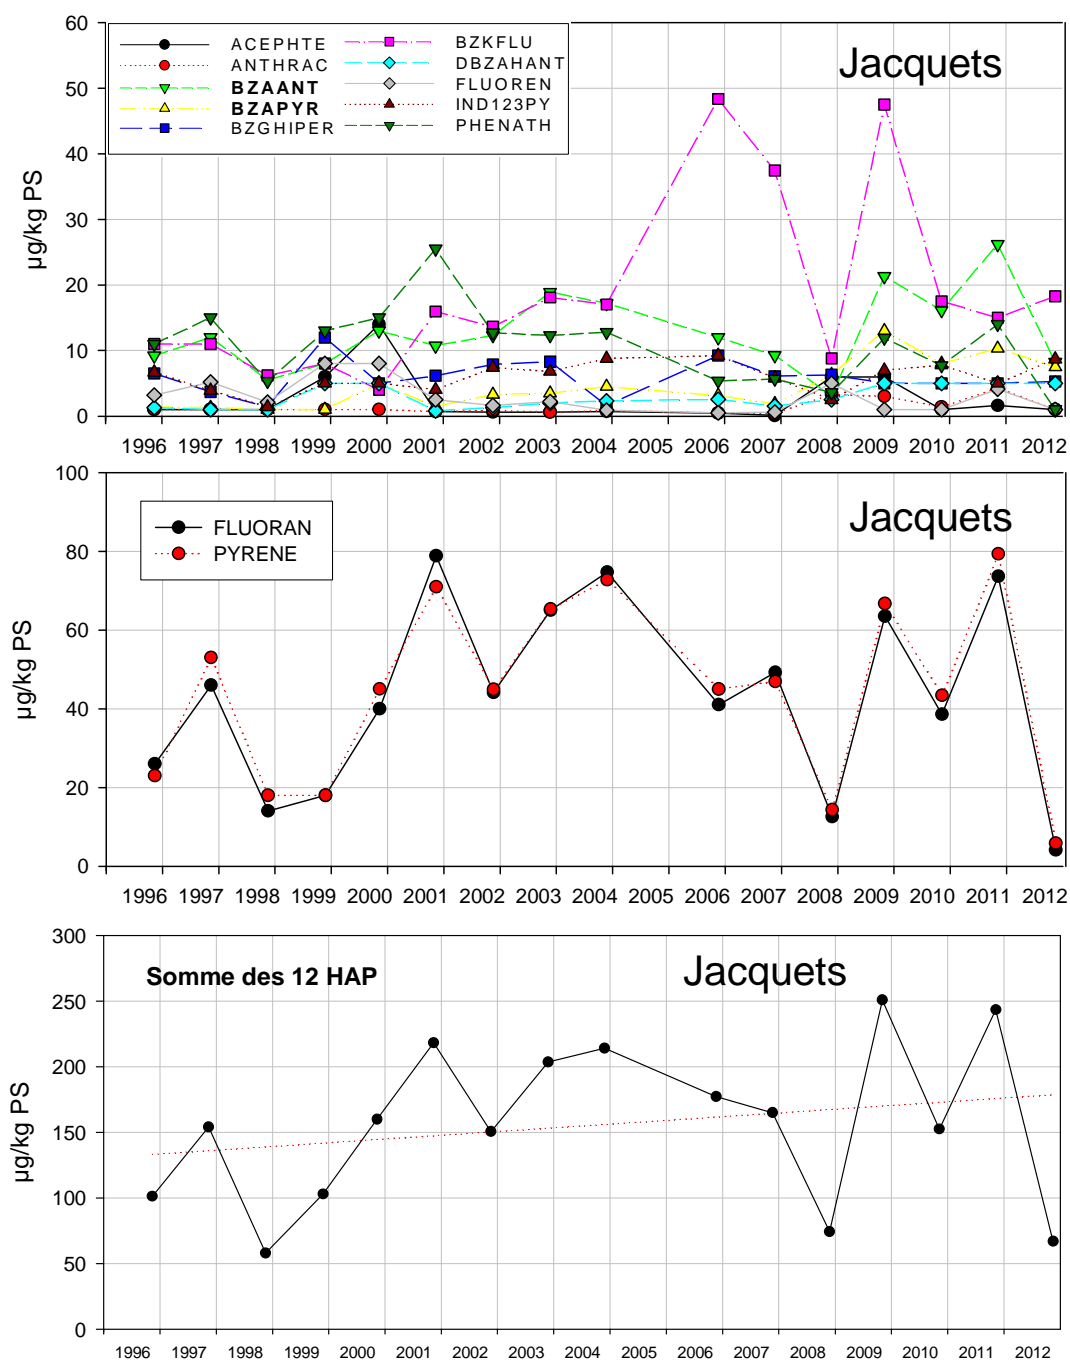 60
50
40
30
20
10
0
µg/kg PS
ACEPHTE
ANTHRAC
BZAANT
BZAPYR
BZGHIPER
BZKFLU
DBZAHANT
FLUOREN
IND123PY
PHENATH
Jacquets
1996 1997 1998 1999 2000 2001 2002 2003 2004 2005 2006 2007 2008 2009 2010 2011 2012
100
80
60
40
20
0
µg/kg PS
FLUORAN
PYRENE
Jacquets
1996 1997 1998 1999 2000 2001 2002 2003 2004 2005 2006 2007 2008 2009 2010 2011 2012
300
250
200
150
100
50
0
µg/kg PS
Somme des 12 HAP
Jacquets
1996 1997 1998 1999 2000 2001 2002 2003 2004 2005 2006 2007 2008 2009 2010 2011 2012